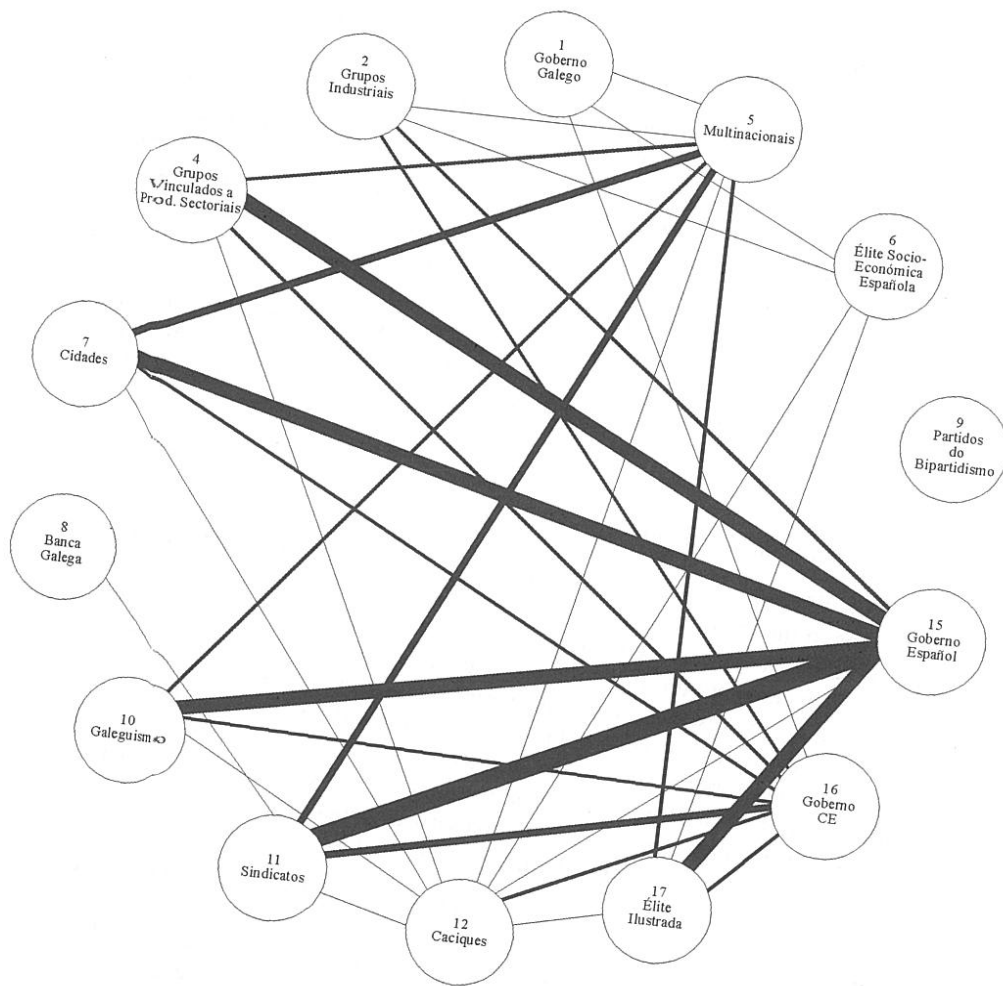 1
Goberno
Galego
2
Grupos
Industriais
5
Multinacionais
4
Grupos
Vinculados a
Prod. Sectoriais
6
Élite Socio-
Económica
Española
7
Cidades
9
Partidos
do
Bipartidismo
8
Banca
Galega
15
Goberno
Español
10
Galeguismo
16
Goberno
CE
11
Sindicatos
17
Élite
Ilustrada
12
Caciques